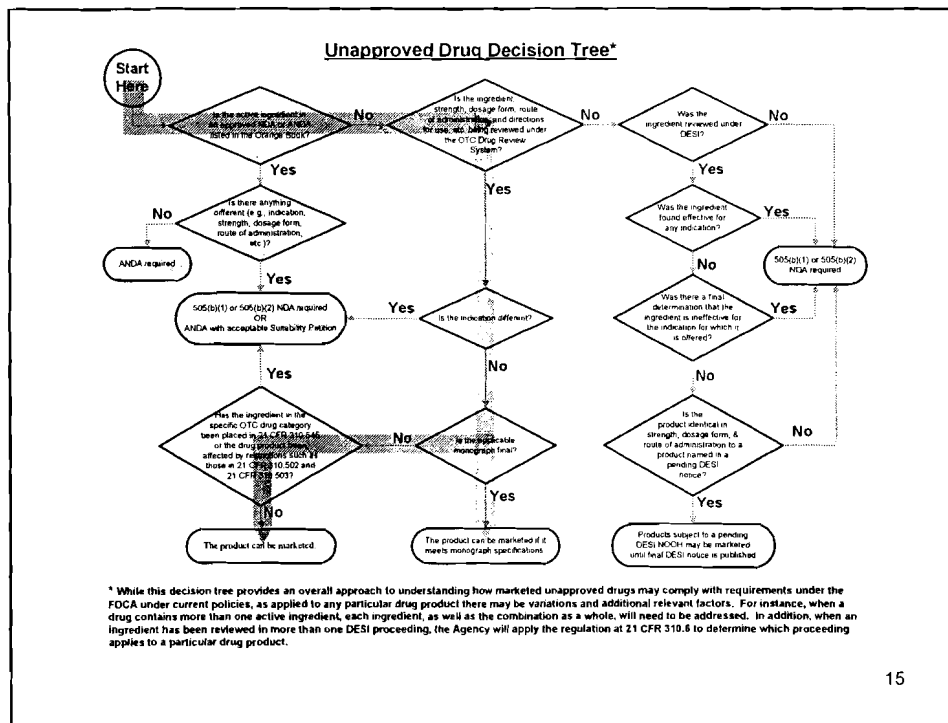 Unapproved Drug Decision Tree*
Start
Here
Is the active ingredient in
an approved NDA or ANDA
listed in the Orange Book?
No
Is the ingredient,
strength, dosage form, route
of administration, and directions
for use, etc. being reviewed under
the OTC Drug Review
System?
No
Was the
ingredient reviewed under
DESI?
No
Yes
Yes
Yes
No
Is there anything
different (e.g., indication,
strength, dosage form,
route of administration,
etc.)?
Was the ingredient
found effective for
any indication?
Yes
ANDA required
505(b)(1) or 505(b)(2)
NDA required
Yes
No
505(b)(1) or 505(b)(2) NDA required
OR
ANDA with acceptable Suitability Petition
Yes
Is the indication different?
Was there a final
determination that the
ingredient is ineffective for
the indication for which it
is offered?
Yes
Yes
No
No
Has the ingredient in the
specific OTC drug category
been placed in 21 CFR 310.545
or the drug product been
affected by regulations such as
those in 21 CFR 310.502 and
21 CFR 310.503?
No
Is the applicable
monograph final?
Is the
product identical in
strength, dosage form, &
route of administration to a
product named in a
pending DESI
notice?
No
No
Yes
Yes
The product can be marketed.
The product can be marketed if it
meets monograph specifications
Products subject to a pending
DESI NOOH may be marketed
until final DESI notice is published
* While this decision tree provides an overall approach to understanding how marketed unapproved drugs may comply with requirements under the
FDCA under current policies, as applied to any particular drug product there may be variations and additional relevant factors. For instance, when a
drug contains more than one active ingredient, each ingredient, as well as the combination as a whole, will need to be addressed. In addition, when an
ingredient has been reviewed in more than one DESI proceeding, the Agency will apply the regulation at 21 CFR 310.6 to determine which proceeding
applies to a particular drug product.
15